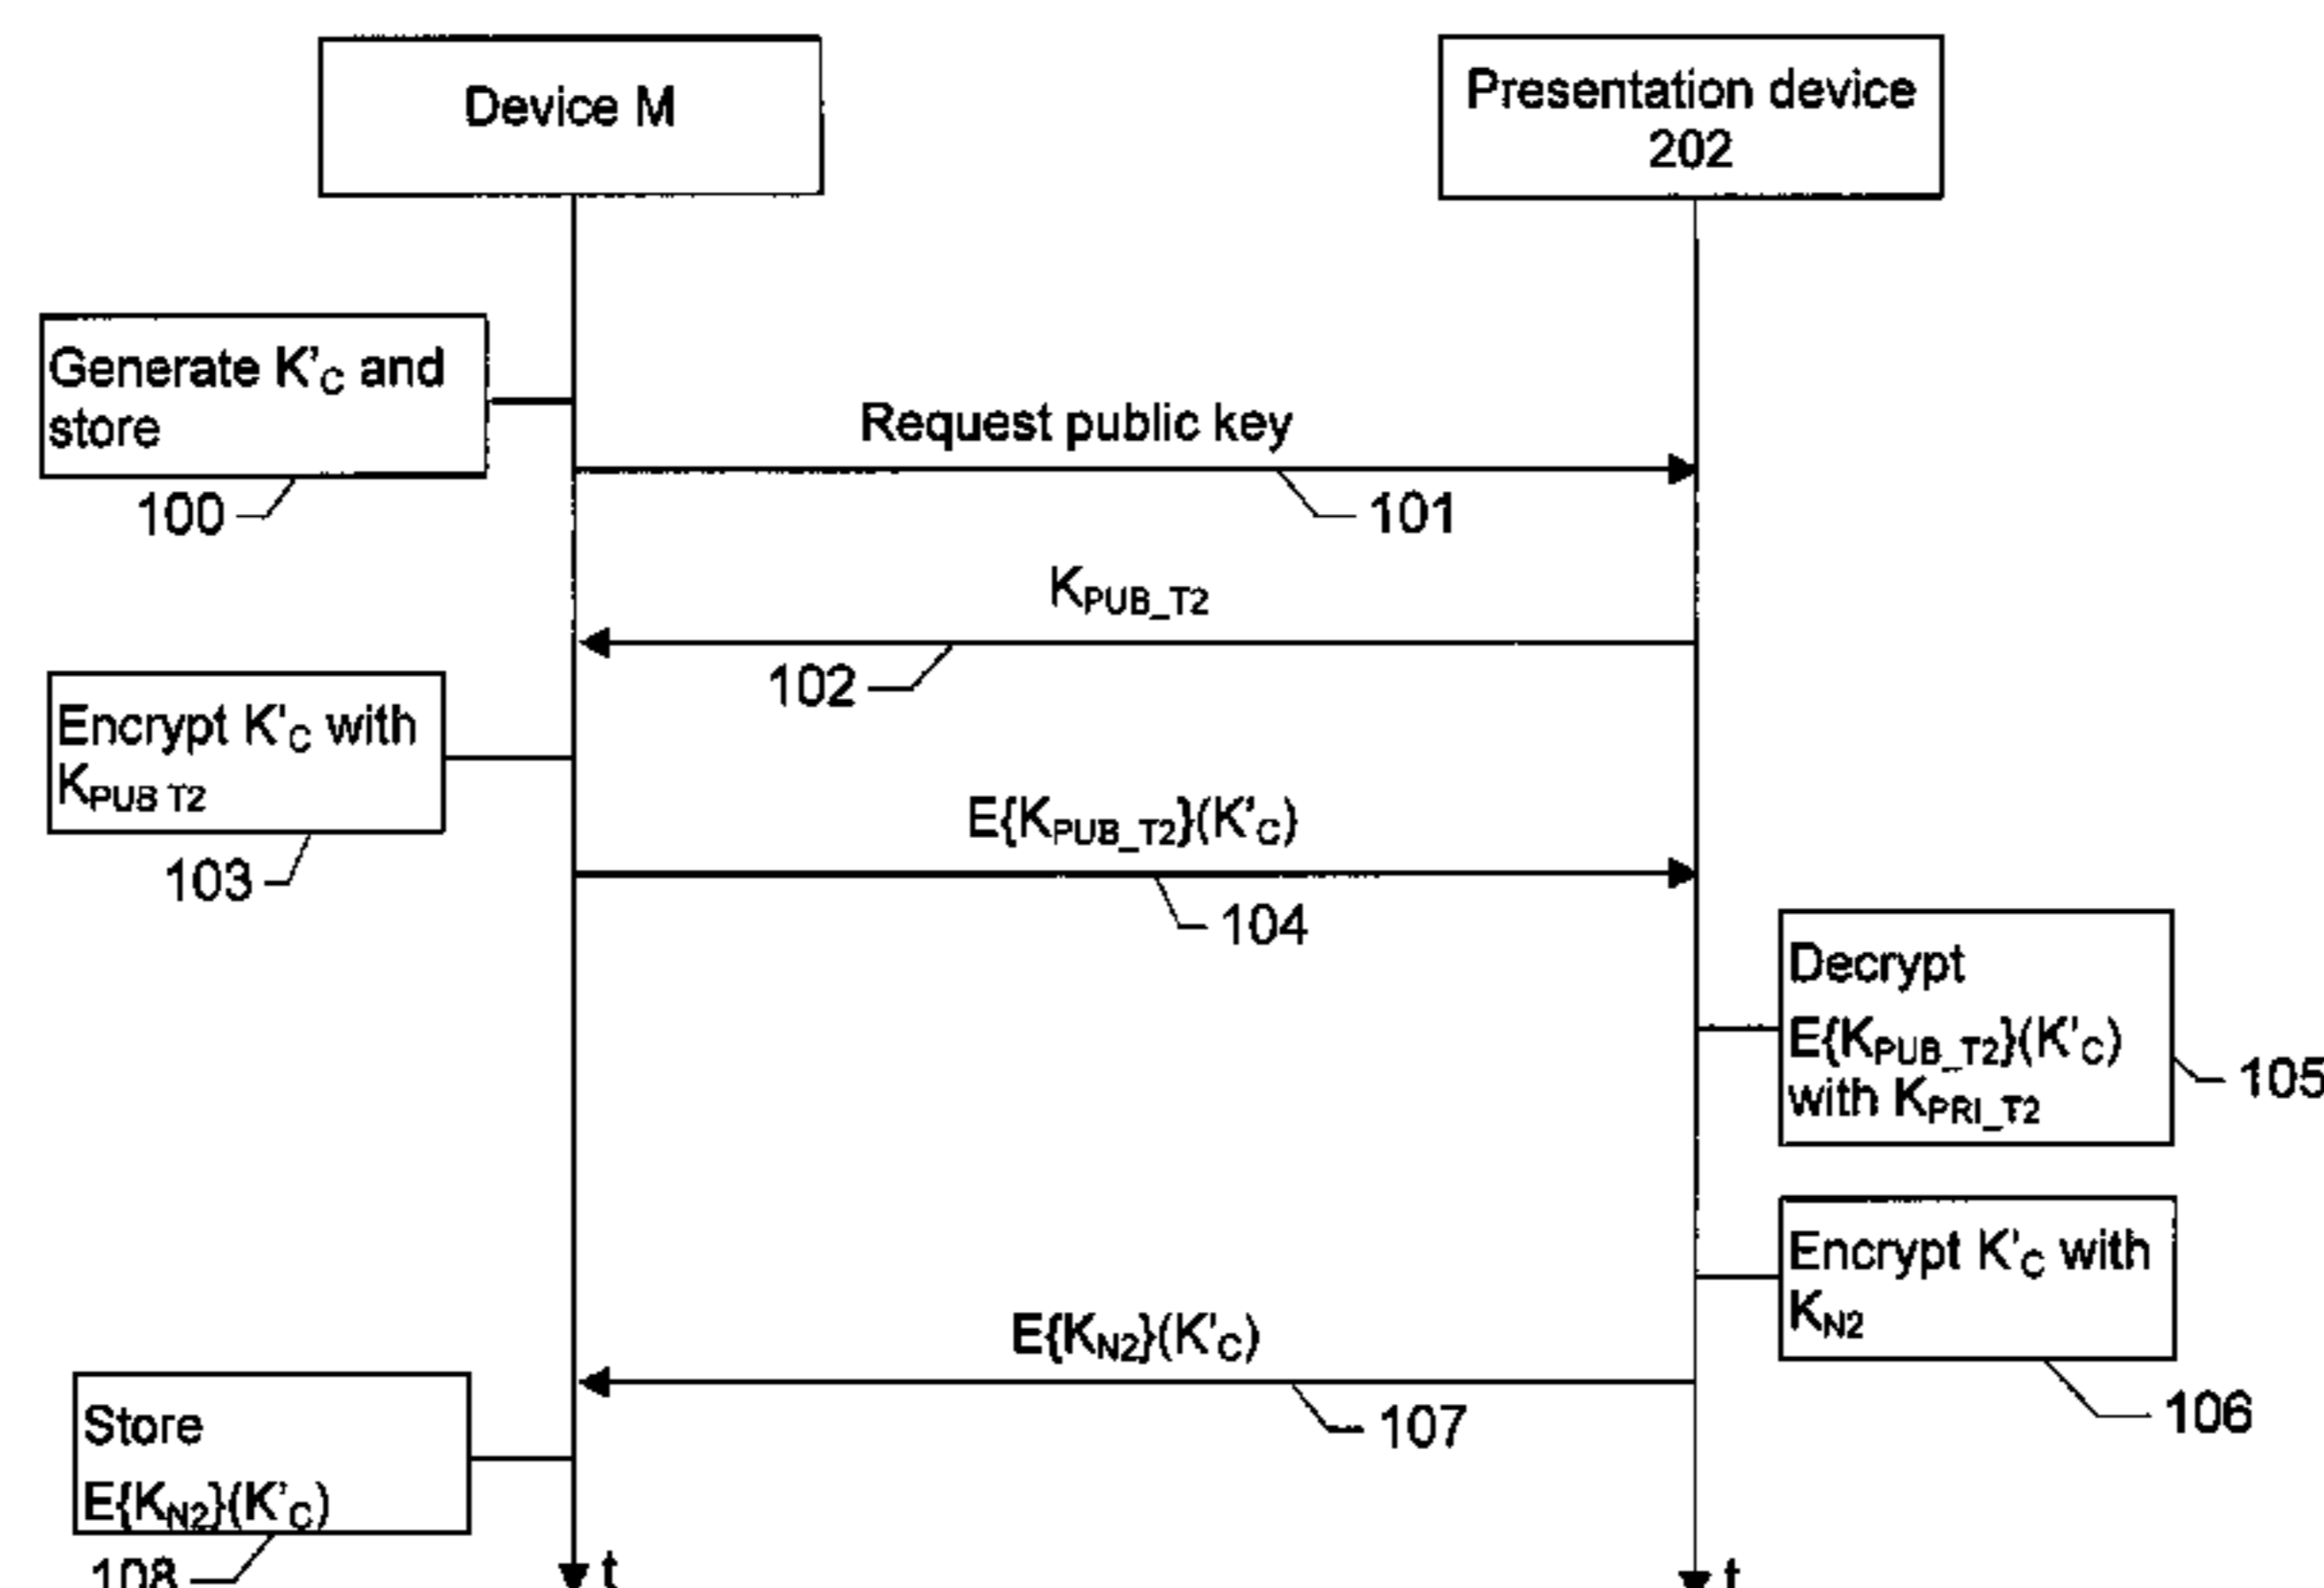 Device M
Presentation device
202
Generate K'C and
store
100
Request public key
101
KPUB_T2
102
Encrypt K'C with
KPUB T2
103
E{KPUB_T2}(K'C)
104
Decrypt
E{KPUB_T2}(K'C)
with KPRI_T2
105
Encrypt K'C with
KN2
106
E{KN2}(K'C)
107
Store
E{KN2}(K'C)
108
t
t